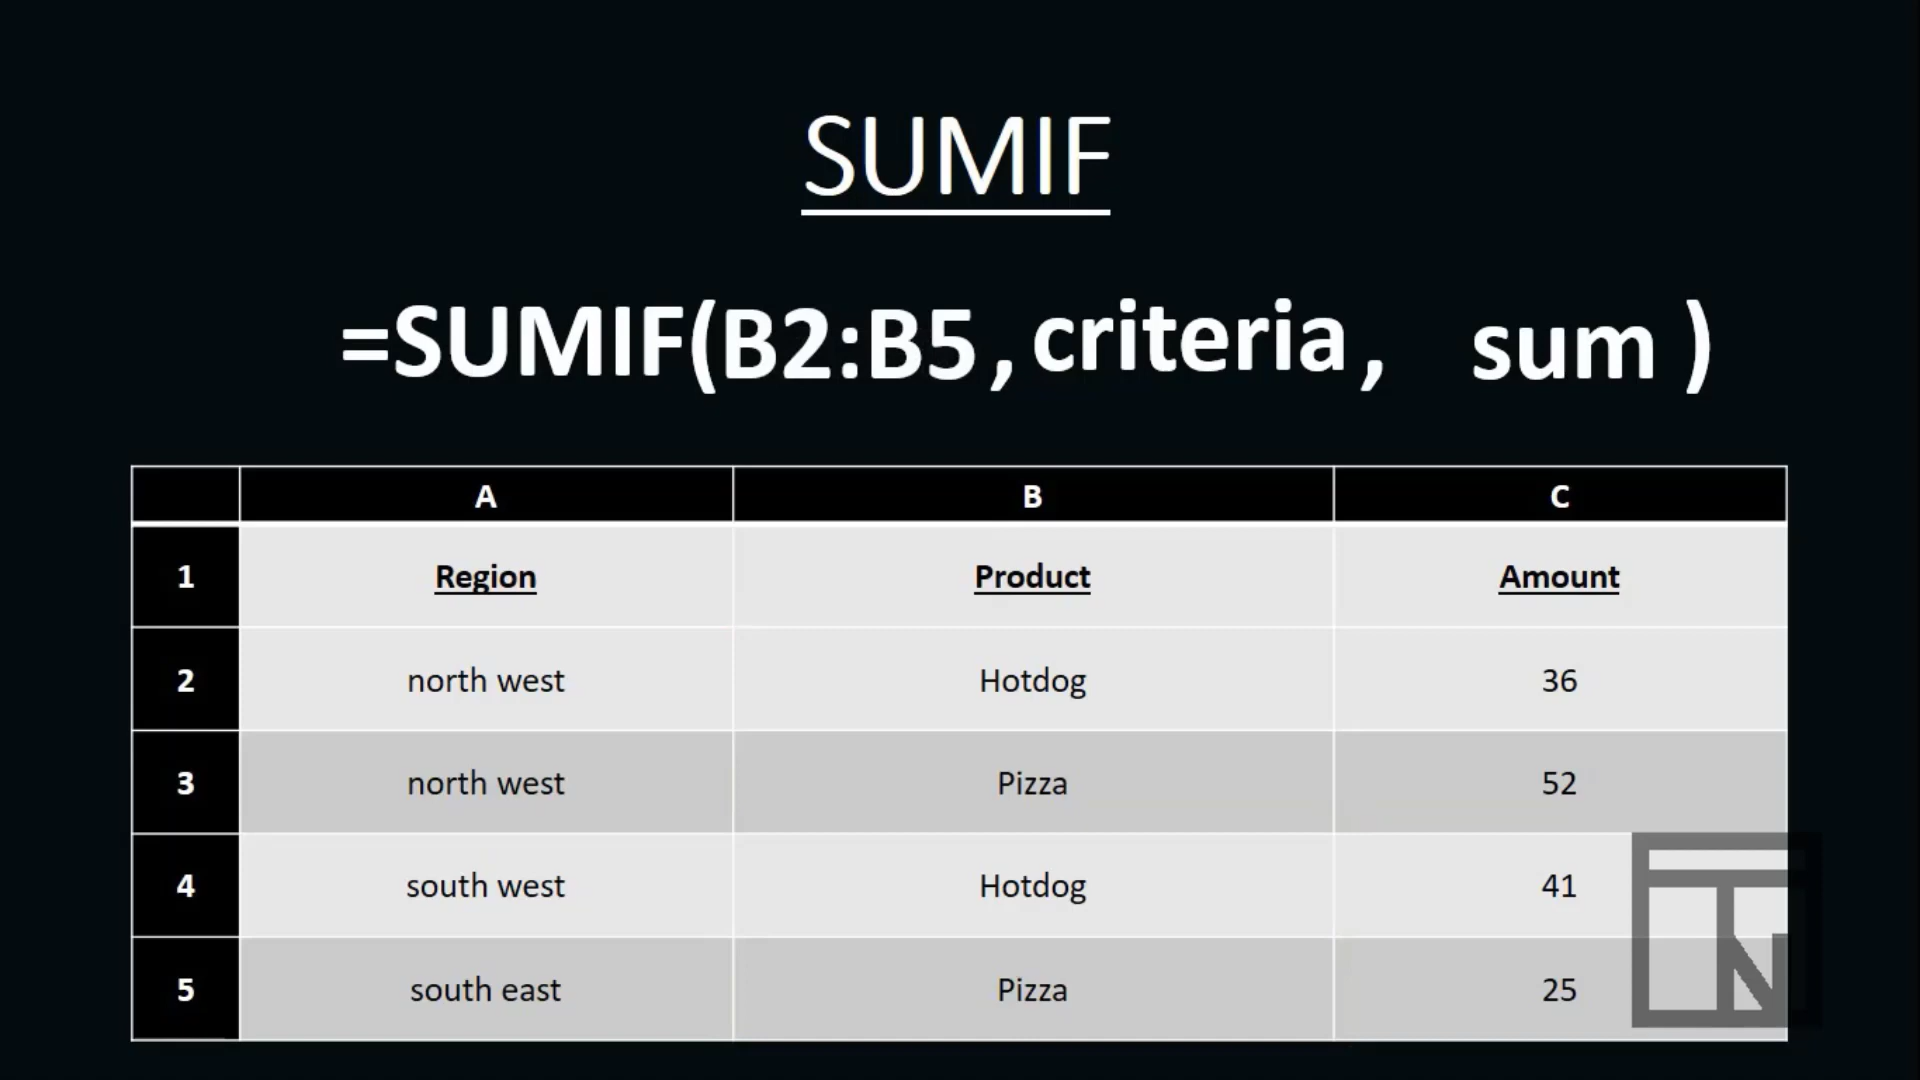 SUMIF
=SUMIF(B2:B5, criteria, sum )
A B C
1 Region Product Amount
2 north west Hotdog 36
3 north west Pizza 52
4 south west Hotdog 41
5 south east Pizza 25
TN